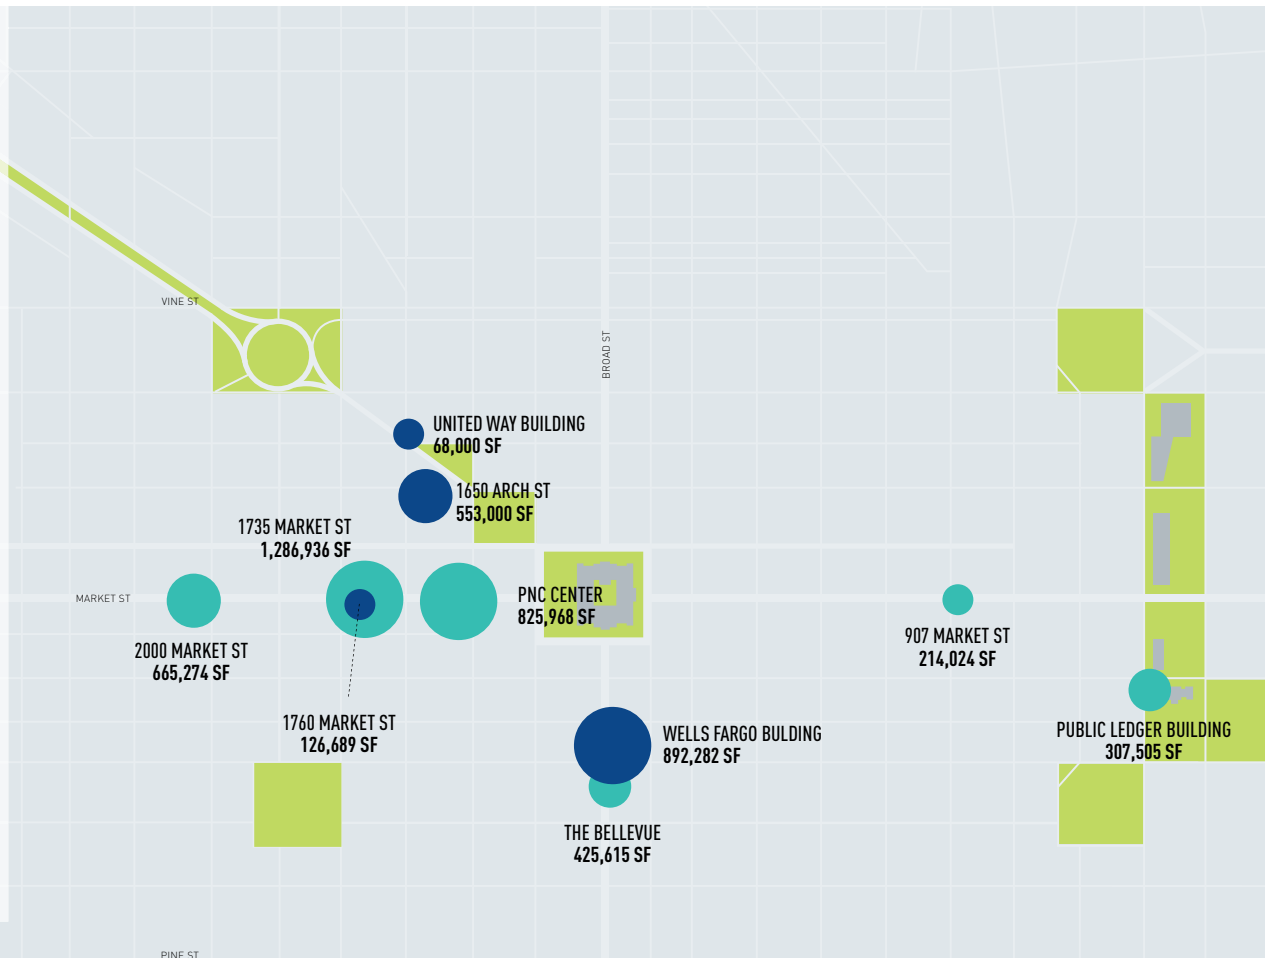 VINE ST
BROAD ST
UNITED WAY BUILDING
68,000 SF
1650 ARCH ST
553,000 SF
1735 MARKET ST
1,286,936 SF
MARKET ST
PNC CENTER
825,968 SF
2000 MARKET ST
665,274 SF
907 MARKET ST
214,024 SF
1760 MARKET ST
126,689 SF
WELLS FARGO BULDING
892,282 SF
PUBLIC LEDGER BUILDING
307,505 SF
THE BELLEVUE
425,615 SF
PINE ST